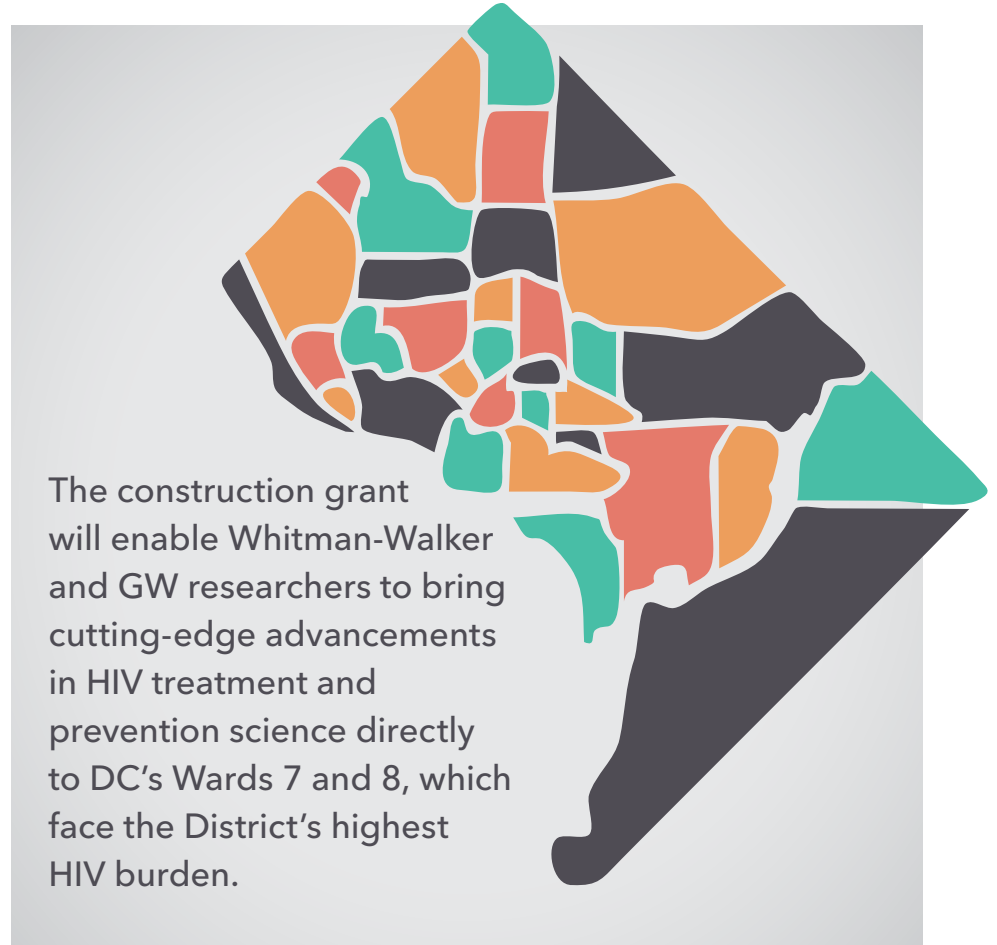 The construction grant
will enable Whitman-Walker
and GW researchers to bring
cutting-edge advancements
in HIV treatment and
prevention science directly
to DC’s Wards 7 and 8, which
face the District’s highest
HIV burden.